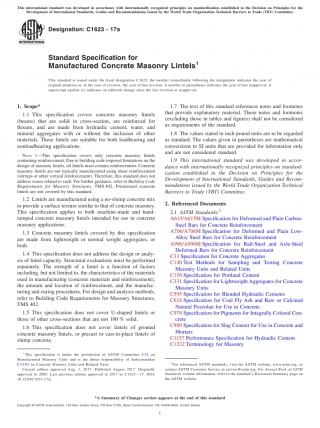 This international standard was developed in accordance with internationally recognized principles on standardization established in the Decision on Principles for the
Development of International Standards, Guides and Recommendations issued by the World Trade Organization Technical Barriers to Trade (TBT) Committee.
Designation: C1623 − 17a
Standard Specification for
Manufactured Concrete Masonry Lintels1
This standard is issued under the fixed designation C1623; the number immediately following the designation indicates the year of
original adoption or, in the case of revision, the year of last revision. A number in parentheses indicates the year of last reapproval. A
superscript epsilon (ε) indicates an editorial change since the last revision or reapproval.
1. Scope*
1.1 This specification covers concrete masonry lintels
(beams) that are solid in cross-section, are reinforced for
flexure, and are made from hydraulic cement, water, and
mineral aggregates with or without the inclusion of other
materials. These lintels are suitable for both loadbearing and
nonloadbearing applications.
NOTE 1—This specification covers only concrete masonry lintels
containing reinforcement. Due to building code imposed limitations on the
design of masonry lintels, all lintels must contain reinforcement. Concrete
masonry lintels are not typically manufactured using shear reinforcement
(stirrups or other vertical reinforcement). Therefore, this standard does not
address issues related to such. For further guidance, refer to Building Code
Requirements for Masonry Structures, TMS 402. Prestressed concrete
lintels are not covered by this standard.
1.2 Lintels are manufactured using a no-slump concrete mix
to provide a surface texture similar to that of concrete masonry.
This specification applies to both machine-made and hand-
tamped concrete masonry lintels intended for use in concrete
masonry applications.
1.3 Concrete masonry lintels covered by this specification
are made from lightweight or normal weight aggregates, or
both.
1.4 This specification does not address the design or analy-
sis of lintel capacity. Structural evaluations must be performed
separately. The strength of a lintel is a function of factors
including, but not limited to, the characteristics of the materials
used in manufacturing (concrete materials and reinforcement),
the amount and location of reinforcement, and the manufac-
turing and curing procedures. For design and analysis methods,
refer to Building Code Requirements for Masonry Structures,
TMS 402.
1.5 This specification does not cover U-shaped lintels or
those of other cross-sections that are not 100 % solid.
1.6 This specification does not cover lintels of grouted
concrete masonry lintels, or precast or cast-in-place lintels of
slump concrete.
1 This specification is under the jurisdiction of ASTM Committee C15 on
Manufactured Masonry Units and is the direct responsibility of Subcommittee
C15.03 on Concrete Masonry Units and Related Units.
Current edition approved Aug. 1, 2017. Published August 2017. Originally
approved in 2005. Last previous edition approved in 2017 as C1623 – 17. DOI:
10.1520/C1623-17A.
1.7 The text of this standard references notes and footnotes
that provide explanatory material. These notes and footnotes
(excluding those in tables and figures) shall not be considered
as requirements of the standard.
1.8 The values stated in inch-pound units are to be regarded
as standard. The values given in parentheses are mathematical
conversions to SI units that are provided for information only
and are not considered standard.
1.9 This international standard was developed in accor-
dance with internationally recognized principles on standard-
ization established in the Decision on Principles for the
Development of International Standards, Guides and Recom-
mendations issued by the World Trade Organization Technical
Barriers to Trade (TBT) Committee.
2. Referenced Documents
2.1 ASTM Standards:2
A615/A615M Specification for Deformed and Plain Carbon-
Steel Bars for Concrete Reinforcement
A706/A706M Specification for Deformed and Plain Low-
Alloy Steel Bars for Concrete Reinforcement
A996/A996M Specification for Rail-Steel and Axle-Steel
Deformed Bars for Concrete Reinforcement
C33 Specification for Concrete Aggregates
C140 Test Methods for Sampling and Testing Concrete
Masonry Units and Related Units
C150 Specification for Portland Cement
C331 Specification for Lightweight Aggregates for Concrete
Masonry Units
C595 Specification for Blended Hydraulic Cements
C618 Specification for Coal Fly Ash and Raw or Calcined
Natural Pozzolan for Use in Concrete
C979 Specification for Pigments for Integrally Colored Con-
crete
C989 Specification for Slag Cement for Use in Concrete and
Mortars
C1157 Performance Specification for Hydraulic Cement
C1232 Terminology for Masonry
2 For referenced ASTM standards, visit the ASTM website, www.astm.org, or
contact ASTM Customer Service at service@astm.org. For Annual Book of ASTM
Standards volume information, refer to the standard's Document Summary page on
the ASTM website.
*A Summary of Changes section appears at the end of this standard
Copyright © ASTM International, 100 Barr Harbor Drive, PO Box C700, West Conshohocken, PA 19428-2959. United States
1